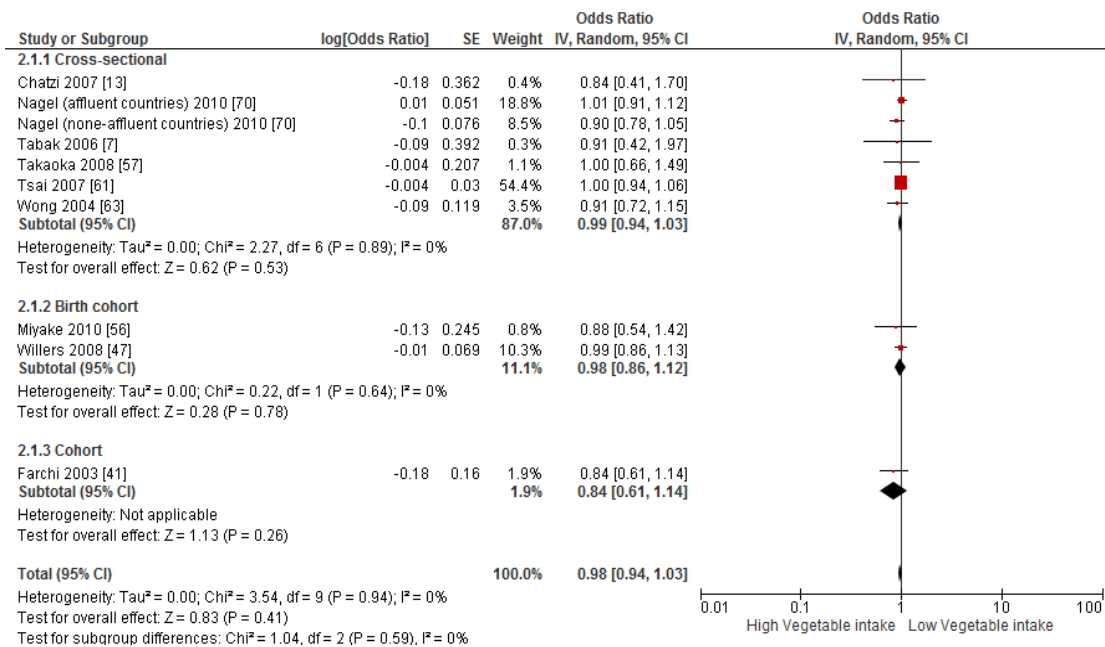 Odds Ratio Odds Ratio
Study or Subgroup log[Odds Ratio] SE Weight IV, Random, 95% CI IV, Random, 95% CI
2.1.1 Cross-sectional
Chatzi 2007 [13] -0.18 0.362 0.4% 0.84 [0.41, 1.70]
Nagel (affluent countries) 2010 [70] 0.01 0.051 18.8% 1.01 [0.91, 1.12]
Nagel (none-affluent countries) 2010 [70] -0.1 0.076 8.5% 0.90 [0.78, 1.05]
Tabak 2006 [7] -0.09 0.392 0.3% 0.91 [0.42, 1.97]
Takaoka 2008 [57] -0.004 0.207 1.1% 1.00 [0.66, 1.49]
Tsai 2007 [61] -0.004 0.03 54.4% 1.00 [0.94, 1.06]
Wong 2004 [63] -0.09 0.119 3.5% 0.91 [0.72, 1.15]
Subtotal (95% CI) 87.0% 0.99 [0.94, 1.03]
Heterogeneity: Tau² = 0.00; Chi² = 2.27, df = 6 (P = 0.89); I² = 0%
Test for overall effect: Z = 0.62 (P = 0.53)
2.1.2 Birth cohort
Miyake 2010 [56] -0.13 0.245 0.8% 0.88 [0.54, 1.42]
Willers 2008 [47] -0.01 0.069 10.3% 0.99 [0.86, 1.13]
Subtotal (95% CI) 11.1% 0.98 [0.86, 1.12]
Heterogeneity: Tau² = 0.00; Chi² = 0.22, df = 1 (P = 0.64); I² = 0%
Test for overall effect: Z = 0.28 (P = 0.78)
2.1.3 Cohort
Farchi 2003 [41] -0.18 0.16 1.9% 0.84 [0.61, 1.14]
Subtotal (95% CI) 1.9% 0.84 [0.61, 1.14]
Heterogeneity: Not applicable
Test for overall effect: Z = 1.13 (P = 0.26)
Total (95% CI) 100.0% 0.98 [0.94, 1.03]
Heterogeneity: Tau² = 0.00; Chi² = 3.54, df = 9 (P = 0.94); I² = 0%
Test for overall effect: Z = 0.83 (P = 0.41)
Test for subgroup differences: Chi² = 1.04, df = 2 (P = 0.59), I² = 0%
0.01 0.1 1 10 100
High Vegetable intake Low Vegetable intake